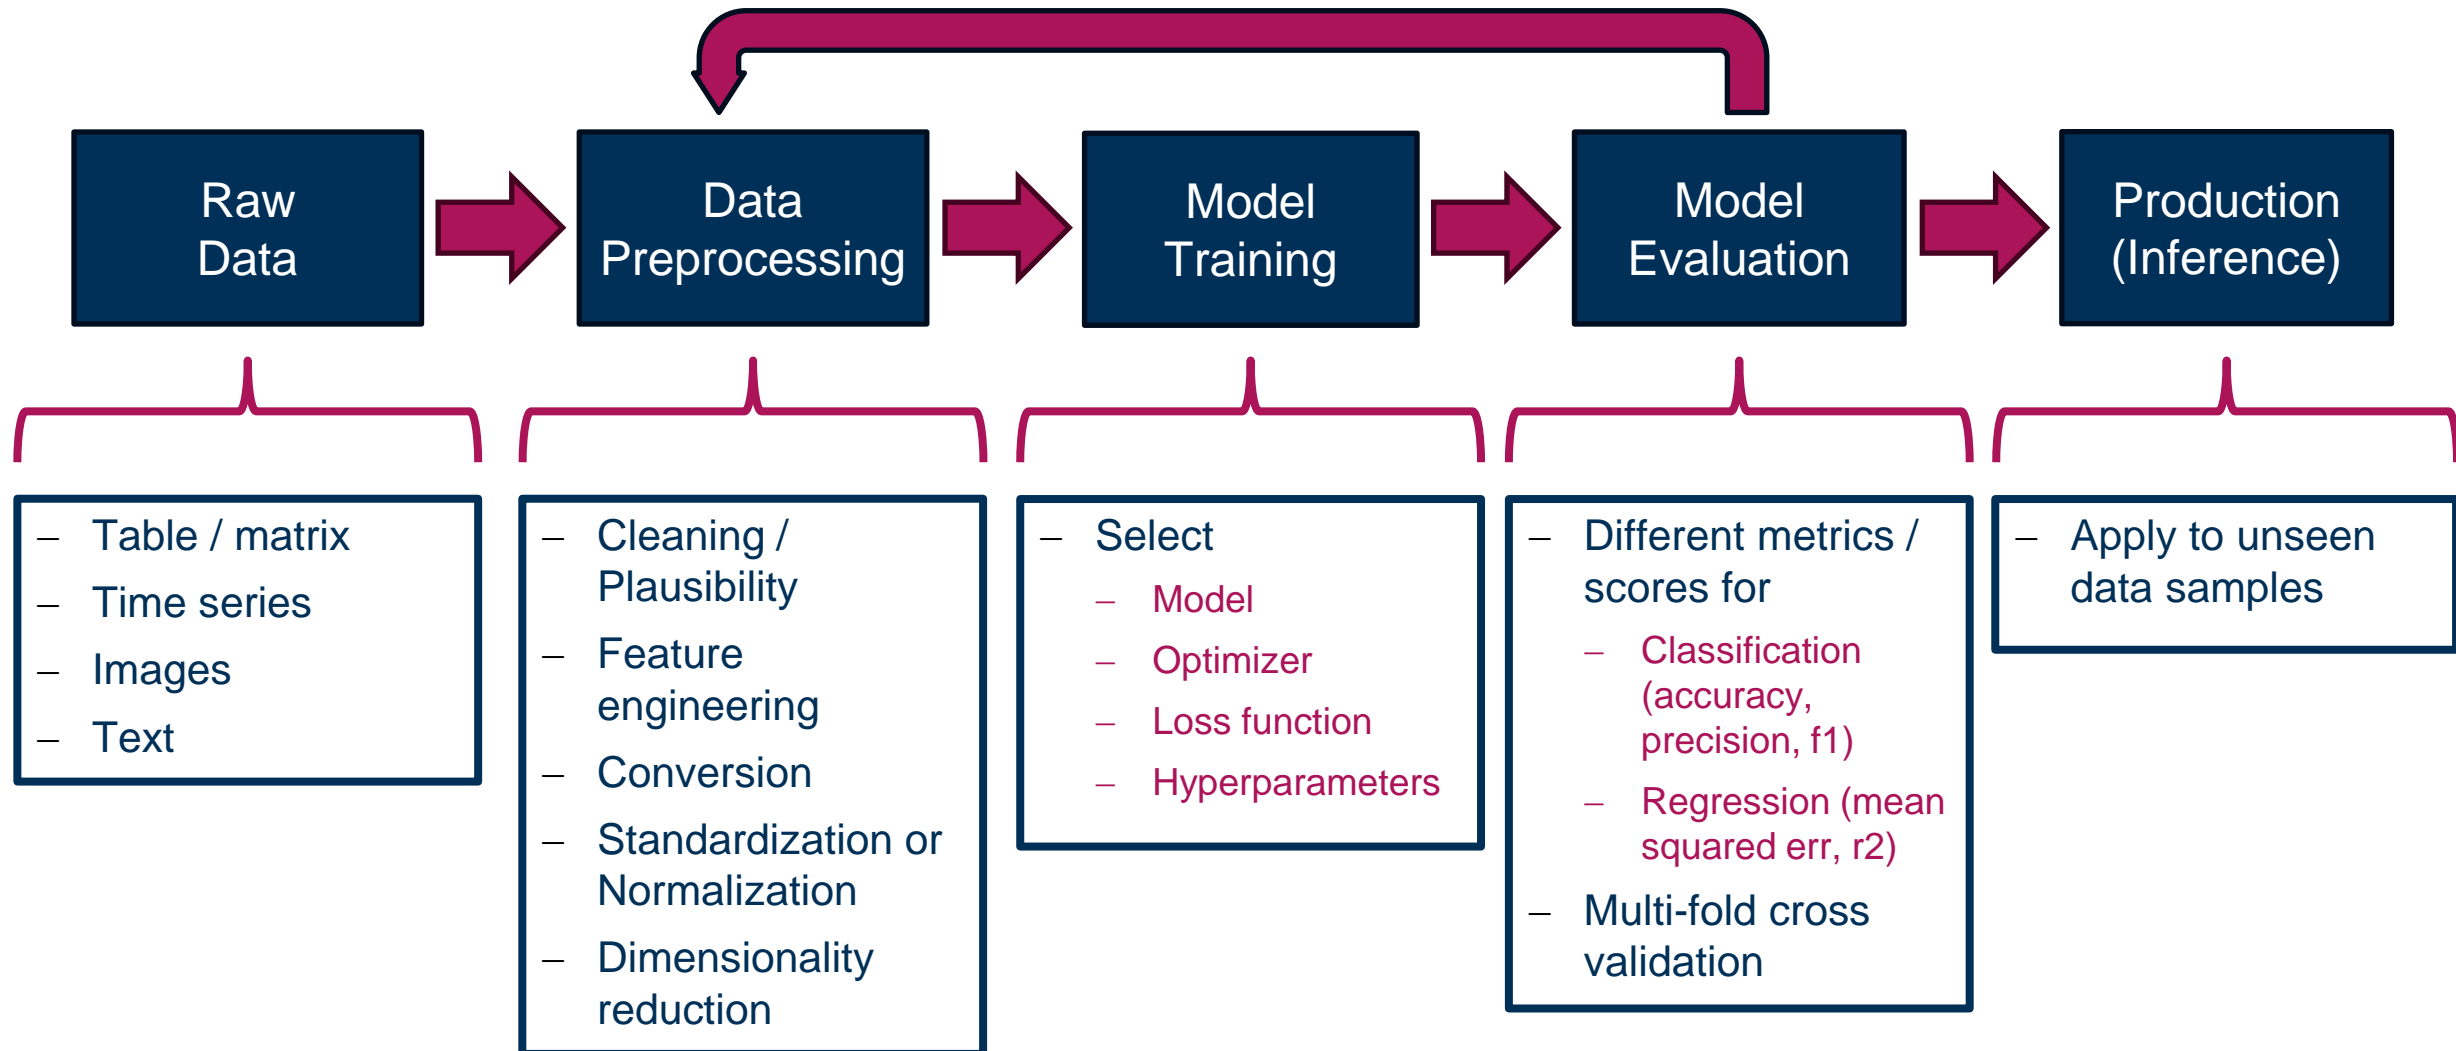 Raw
Data
Data
Preprocessing
Model
Training
Model
Evaluation
Production
(Inference)
– Table / matrix
– Time series
– Images
– Text
– Cleaning /
Plausibility
– Feature
engineering
– Conversion
– Standardization or
Normalization
– Dimensionality
reduction
– Select
– Model
– Optimizer
– Loss function
– Hyperparameters
– Different metrics /
scores for
– Classification
(accuracy,
precision, f1)
– Regression (mean
squared err, r2)
– Multi-fold cross
validation
– Apply to unseen
data samples